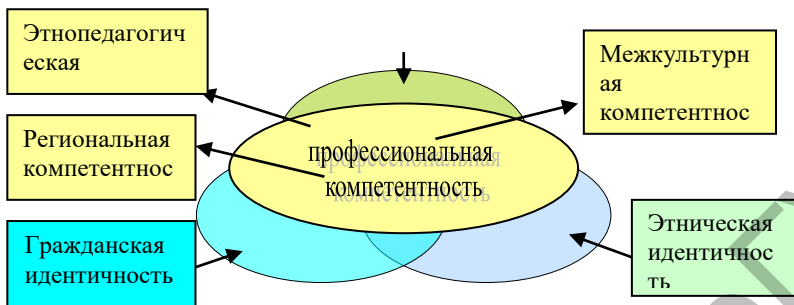 Этнопедагогич
еская
Межкультурн
ая
компетентнос
Региональная
компетентнос
профессиональная
компетентность
Гражданская
идентичность
Этническая
идентичнос
ть